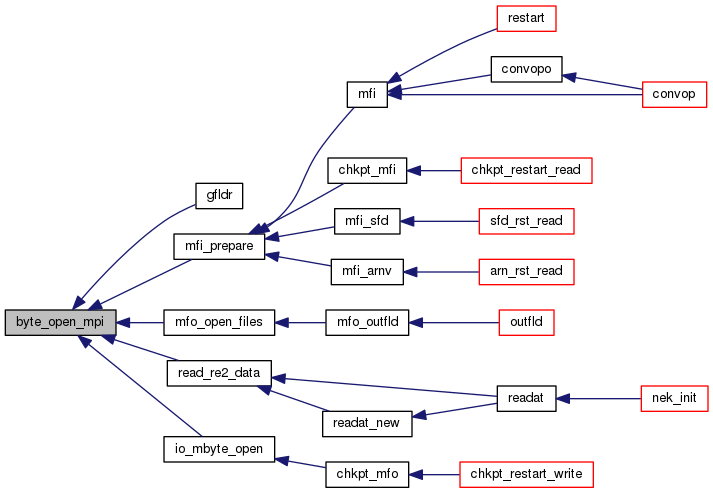 restart
convopo
mfi
convop
chkpt_mfi
chkpt_restart_read
gfldr
mfi_sfd
sfd_rst_read
mfi_prepare
mfi_arnv
arn_rst_read
byte_open_mpi
mfo_open_files
mfo_outfld
outfld
read_re2_data
readat
nek_init
readat_new
io_mbyte_open
chkpt_mfo
chkpt_restart_write